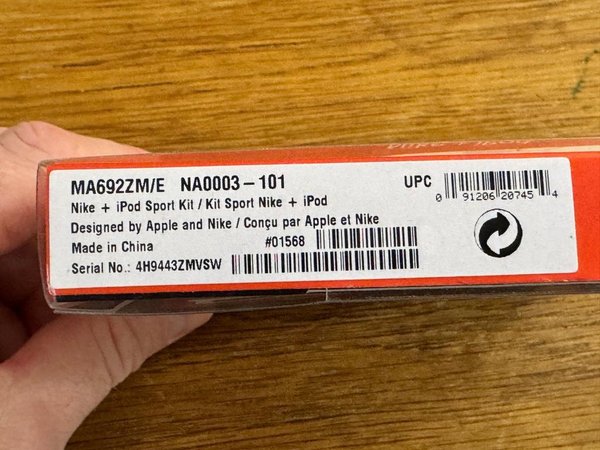 MA692ZM/E NA0003-101
UPC
0 91206 20745 4
Nike + iPod Sport Kit / Kit Sport Nike + iPod
Designed by Apple and Nike / Conçu par Apple et Nike
Made in China
#01568
Serial No.: 4H9443ZMVSW